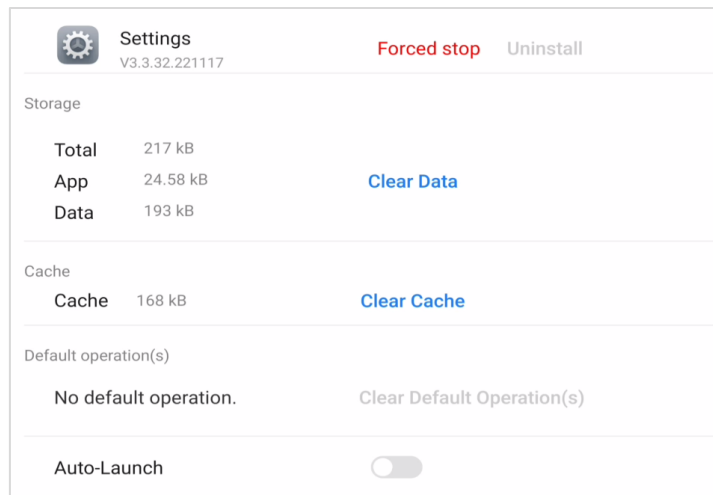 Settings
V3.3.32.221117
Forced stop
Uninstall
Storage
Total 217 kB
App 24.58 kB
Clear Data
Data 193 kB
Cache
Cache 168 kB
Clear Cache
Default operation(s)
No default operation.
Clear Default Operation(s)
Auto-Launch